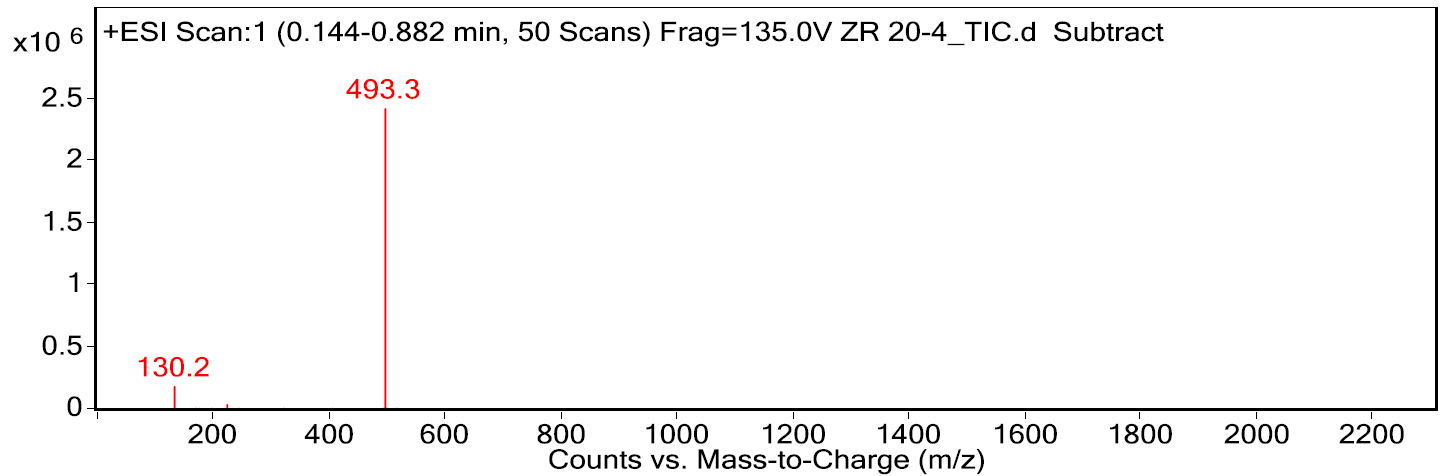 x10 6
+ESI Scan:1 (0.144-0.882 min, 50 Scans) Frag=135.0V ZR 20-4_TIC.d Subtract
493.3
2.5
2
1.5
1
0.5
130.2
0
200 400 600 800 1000 1200 1400 1600 1800 2000 2200
Counts vs. Mass-to-Charge (m/z)